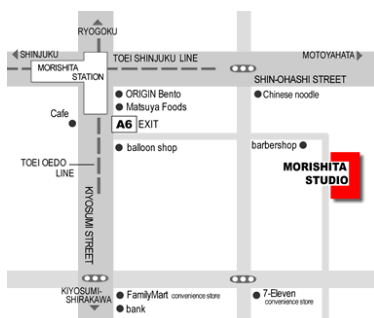 RYOGOKU
SHINJUKU
TOEI SHINJUKU LINE
MOTOYAHATA
MORISHITA
STATION
SHIN-OHASHI STREET
ORIGIN Bento
Chinese noodle
Matsuya Foods
Cafe
A6 EXIT
balloon shop
barbershop
MORISHITA
STUDIO
TOEI OEDO
LINE
KIYOSUMI STREET
KIYOSUMI-
SHIRAKAWA
FamilyMart convenience store
7-Eleven
convenience store
bank